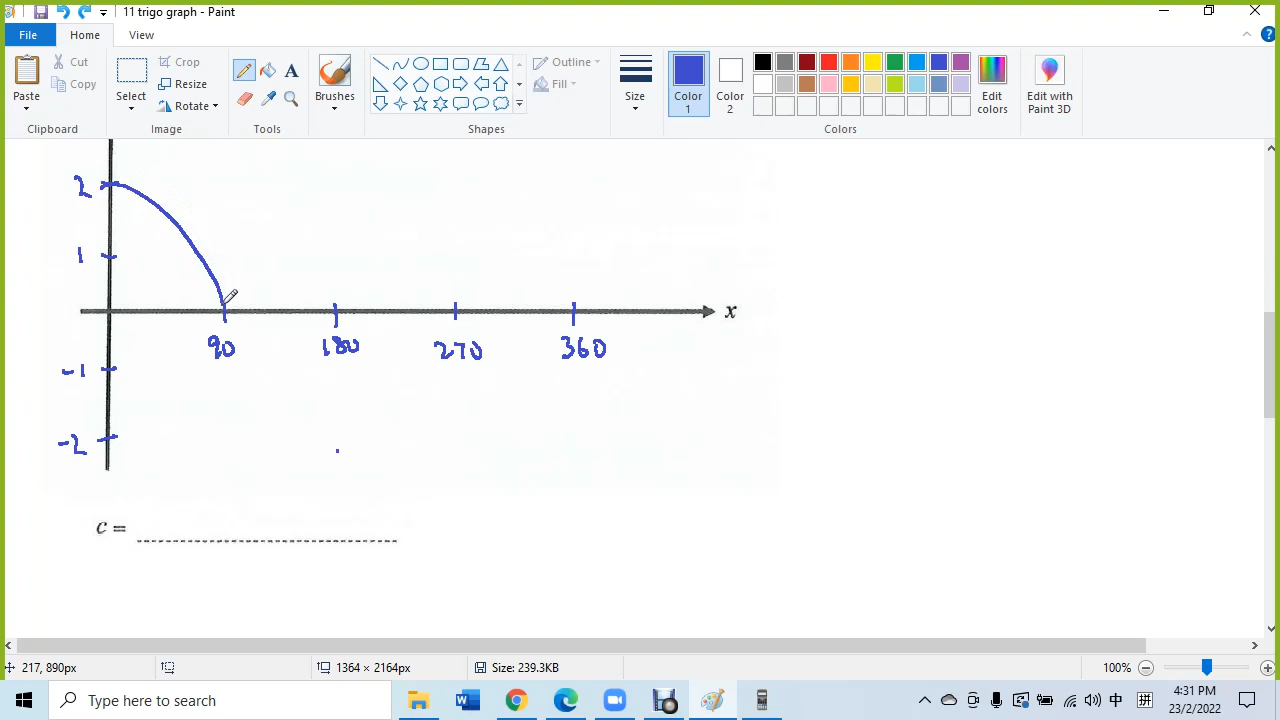 11 trigo graph - Paint
File Home View
Cut
Copy
Paste
Clipboard
Select
Crop
Resize
Rotate
Image
A
Tools
Brushes
Outline
Fill
Shapes
Size
Color 1
Color 2
Edit colors
Colors
Edit with Paint 3D
2
1
x
90 180 270 360
-1
-2
c =
217, 890px
1364 × 2164px
Size: 239.3KB
100%
Type here to search
中
拼
4:31 PM
23/2/2022